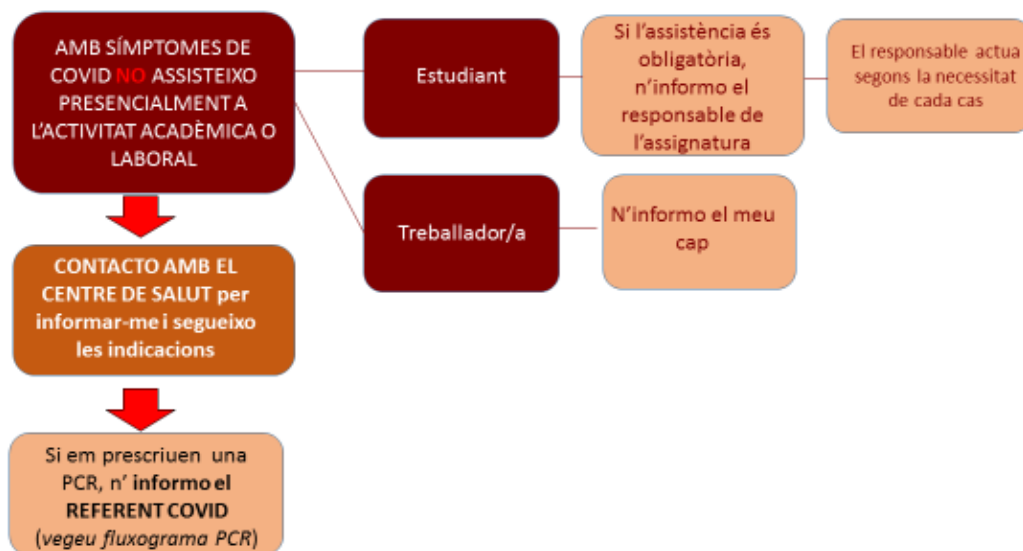 AMB SÍMPTOMES DE
COVID NO ASSISTEIXO
PRESENCIALMENT A
L'ACTIVITAT ACADÈMICA O
LABORAL
Estudiant
Si l'assistència és
obligatòria,
n'informo el
responsable de
l'assignatura
El responsable actua
segons la necessitat
de cada cas
Treballador/a
N'informo el meu
cap
CONTACTO AMB EL
CENTRE DE SALUT per
informar-me i segueixo
les indicacions
Si em prescriuen una
PCR, n' informo el
REFERENT COVID
(vegeu fluxograma PCR)